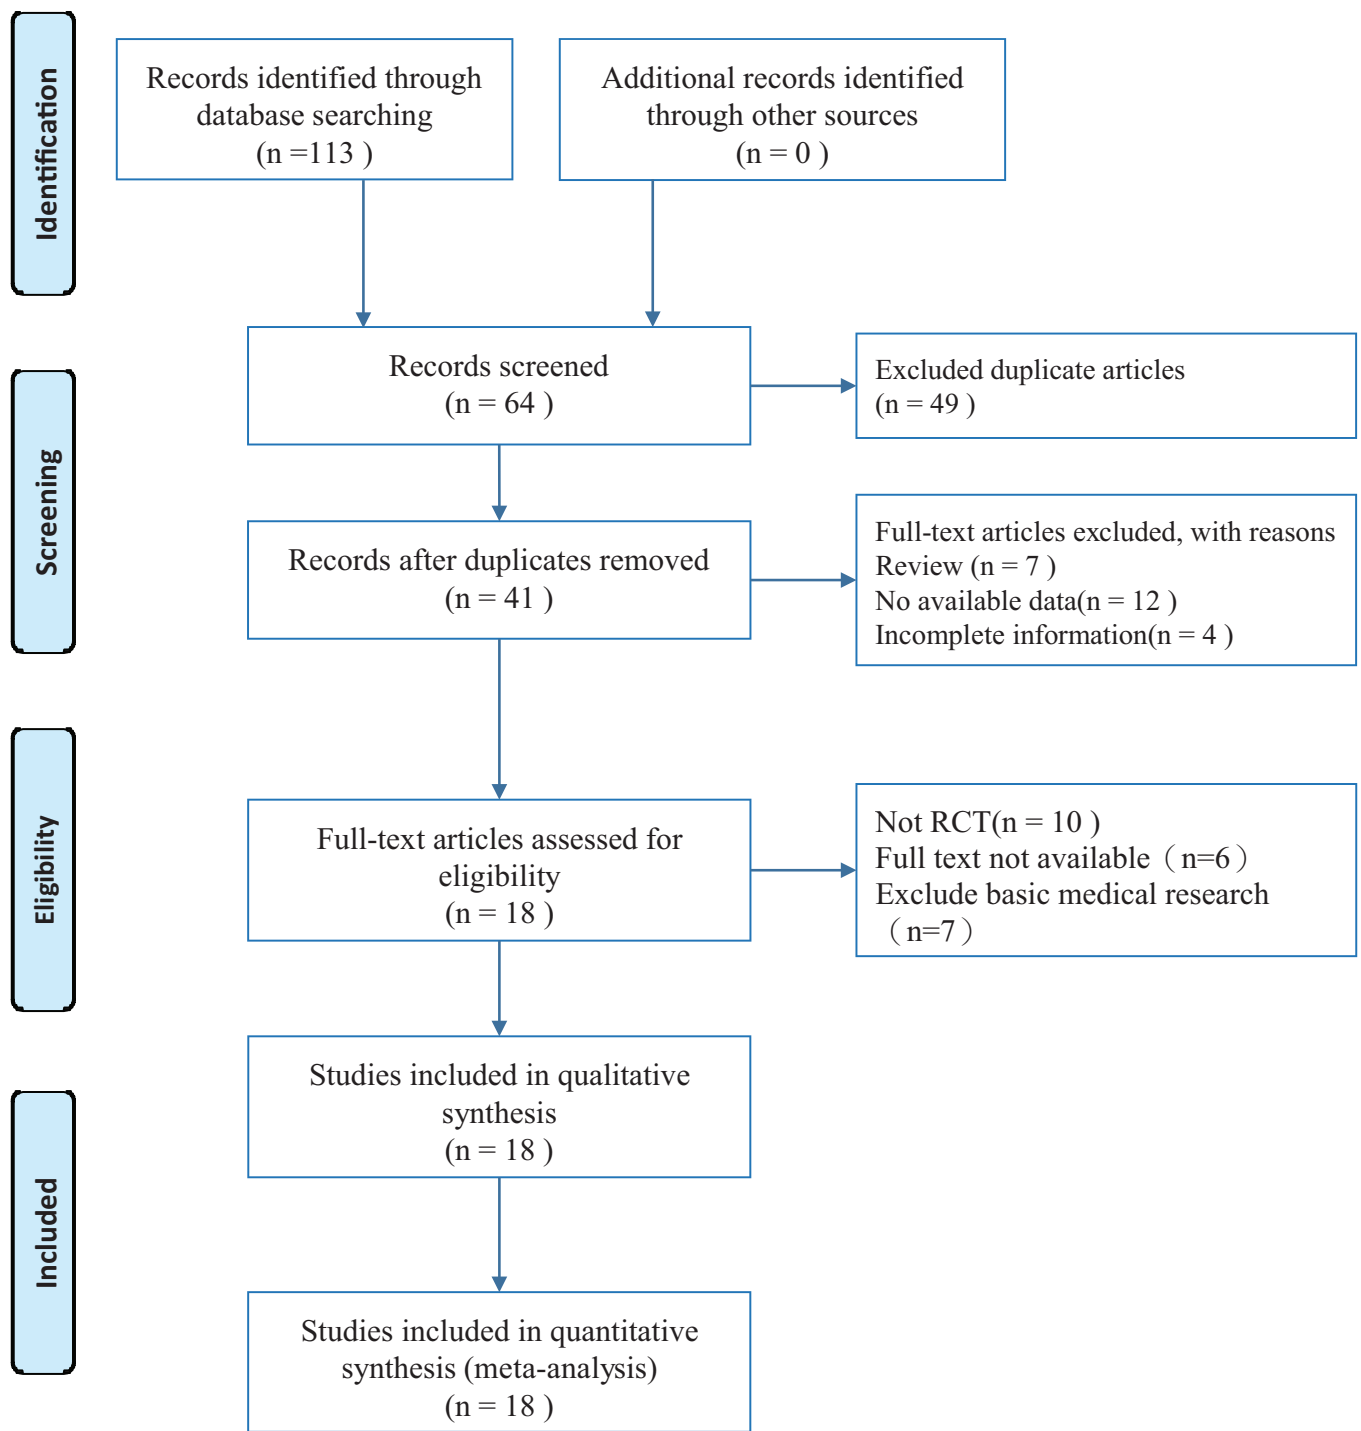 Identification
Records identified through
database searching
(n =113 )
Additional records identified
through other sources
(n = 0 )
Screening
Records screened
(n = 64 )
Excluded duplicate articles
(n = 49 )
Records after duplicates removed
(n = 41 )
Full-text articles excluded, with reasons
Review (n = 7 )
No available data(n = 12 )
Incomplete information(n = 4 )
Eligibility
Full-text articles assessed for
eligibility
(n = 18 )
Not RCT(n = 10 )
Full text not available（n=6）
Exclude basic medical research
（n=7）
Included
Studies included in qualitative
synthesis
(n = 18 )
Studies included in quantitative
synthesis (meta-analysis)
(n = 18 )